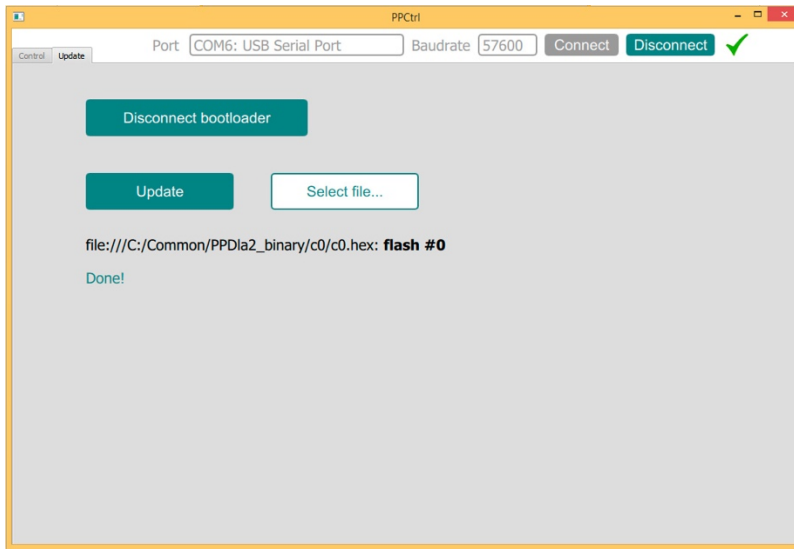 PPCtrl
Control Update Port COM6: USB Serial Port Baudrate 57600 Connect Disconnect
Disconnect bootloader
Update Select file...
file:///C:/Common/PPDla2_binary/c0/c0.hex: flash #0
Done!